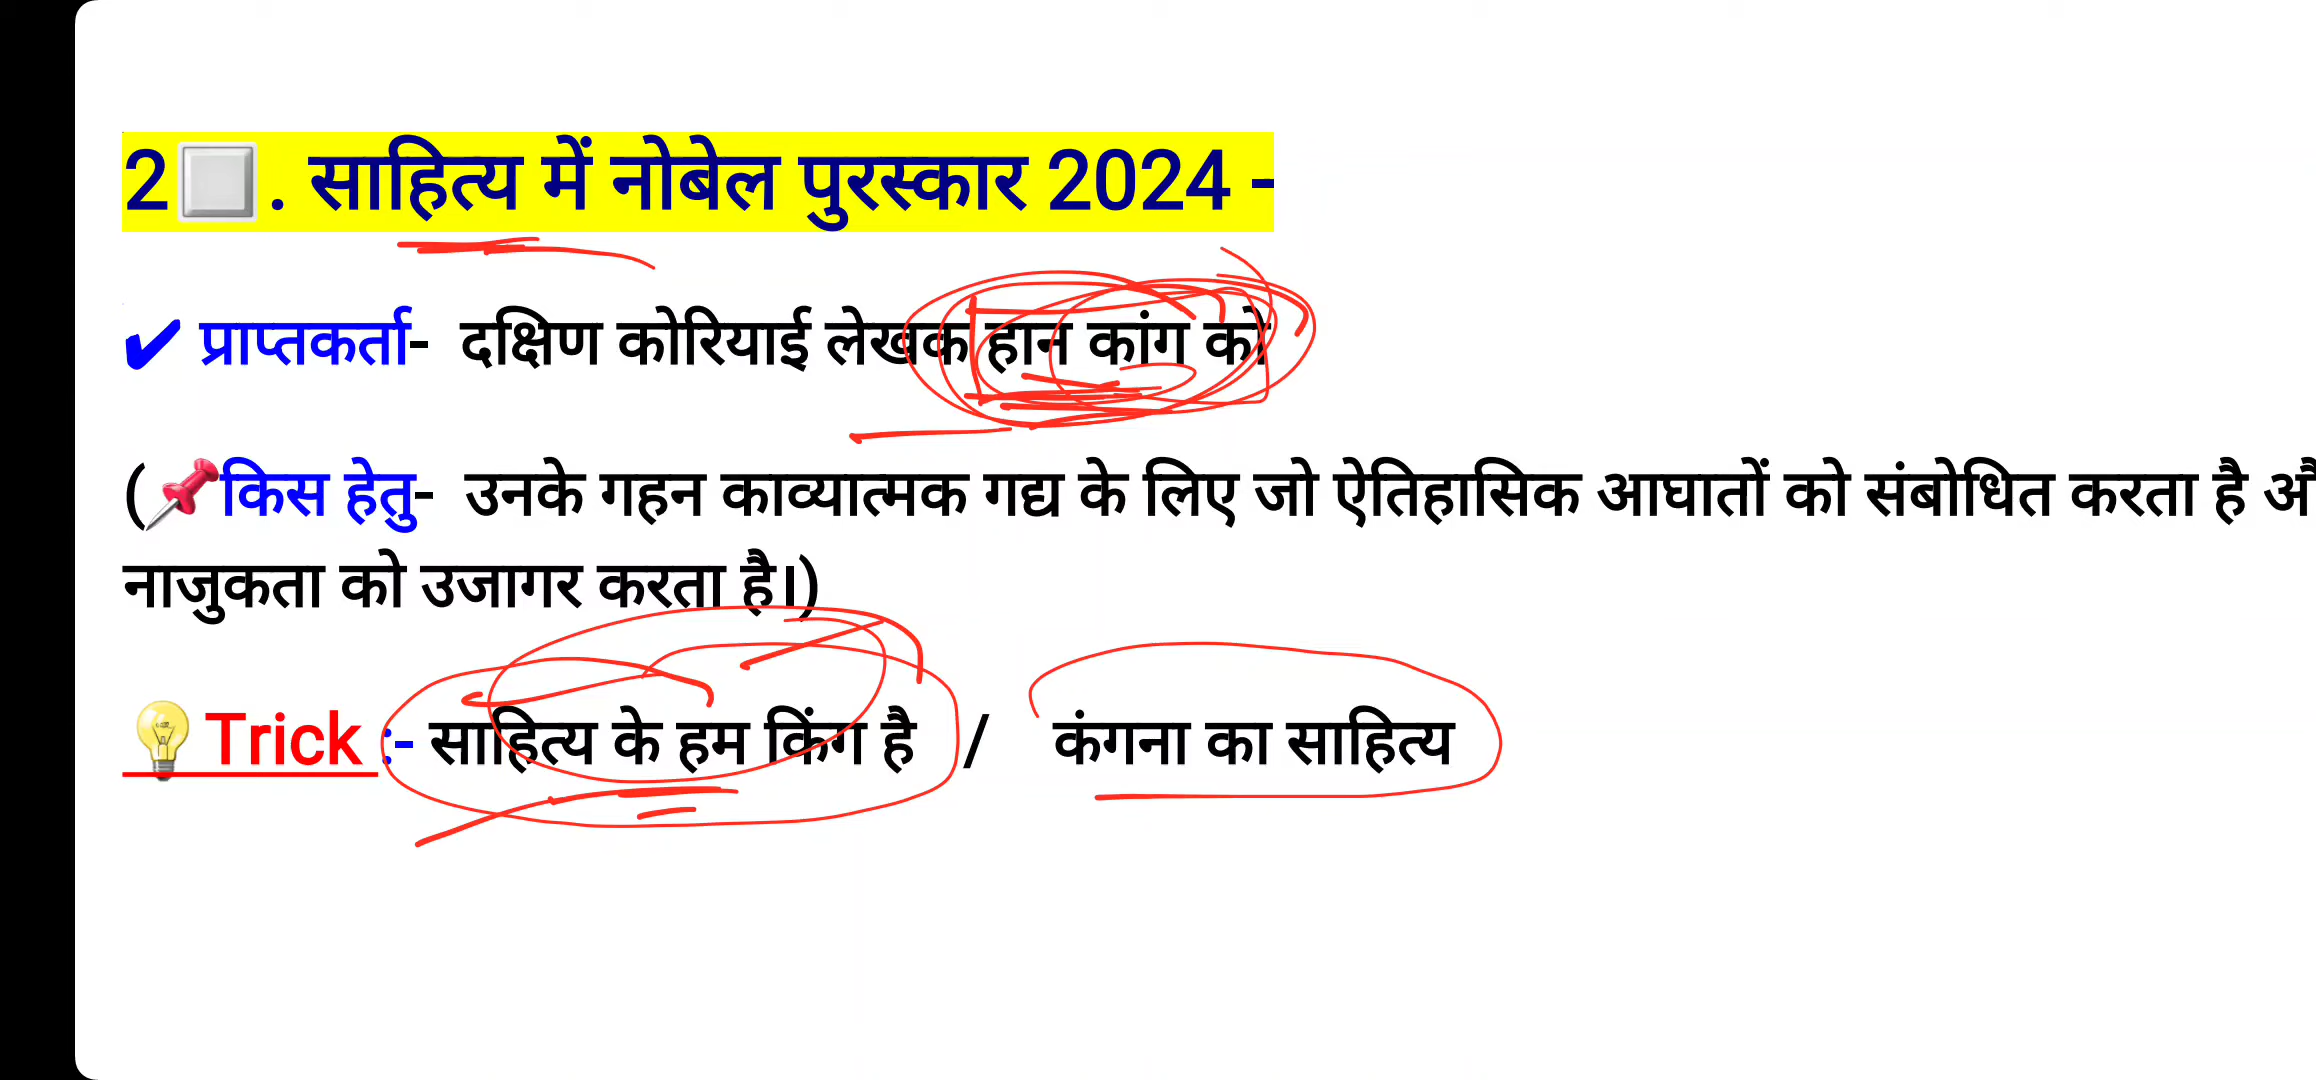 2. साहित्य में नोबेल पुरस्कार 2024 -
✔ प्राप्तकर्ता- दक्षिण कोरियाई लेखक हान कांग को
(📌किस हेतु- उनके गहन काव्यात्मक गद्य के लिए जो ऐतिहासिक आघातों को संबोधित करता है
नाजुकता को उजागर करता है।)
💡Trick :- साहित्य के हम किंग है / कंगना का साहित्य